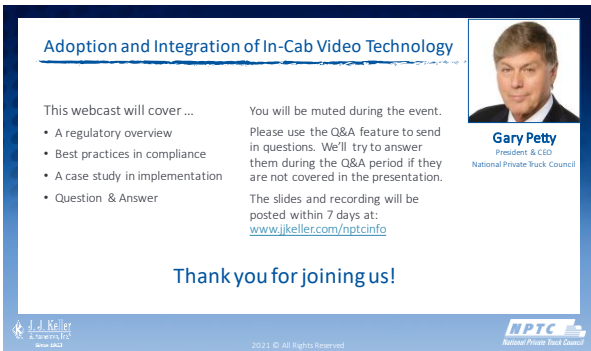 Adoption and Integration of In-Cab Video Technology
This webcast will cover ...
• A regulatory overview
• Best practices in compliance
• A case study in implementation
• Question & Answer
You will be muted during the event.
Please use the Q&A feature to send
in questions. We'll try to answer
them during the Q&A period if they
are not covered in the presentation.
The slides and recording will be
posted within 7 days at:
www.jjkeller.com/nptcinfo
Gary Petty
President & CEO
National Private Truck Council
Thank you for joining us!
J. J. Keller
& Associates, Inc.
Since 1953
2021 © All Rights Reserved
NPTC
National Private Truck Council